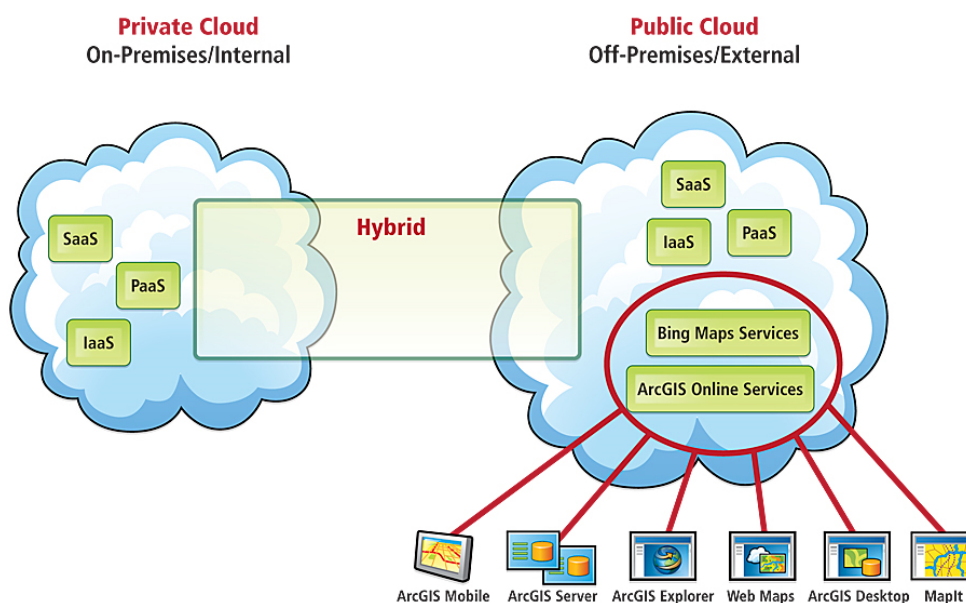 Private Cloud
On-Premises/Internal
Public Cloud
Off-Premises/External
SaaS
PaaS
IaaS
Hybrid
SaaS
IaaS
PaaS
Bing Maps Services
ArcGIS Online Services
ArcGIS Mobile
ArcGIS Server
ArcGIS Explorer
Web Maps
ArcGIS Desktop
MapIt